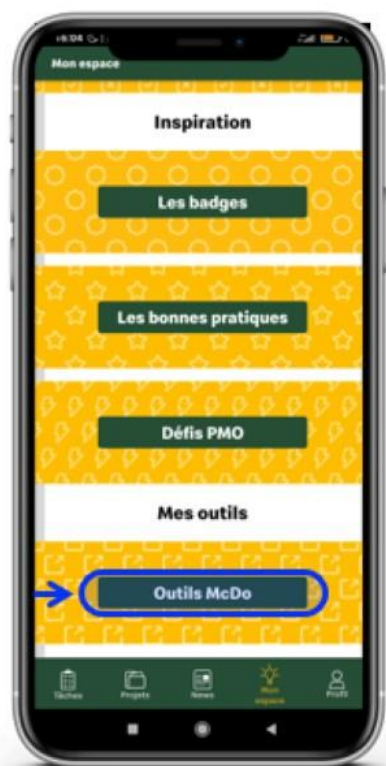 Mon espace
Inspiration
Les badges
Les bonnes pratiques
Défis PMO
Mes outils
Outils McDo
Tâches
Projets
News
Mon
espace
Profil